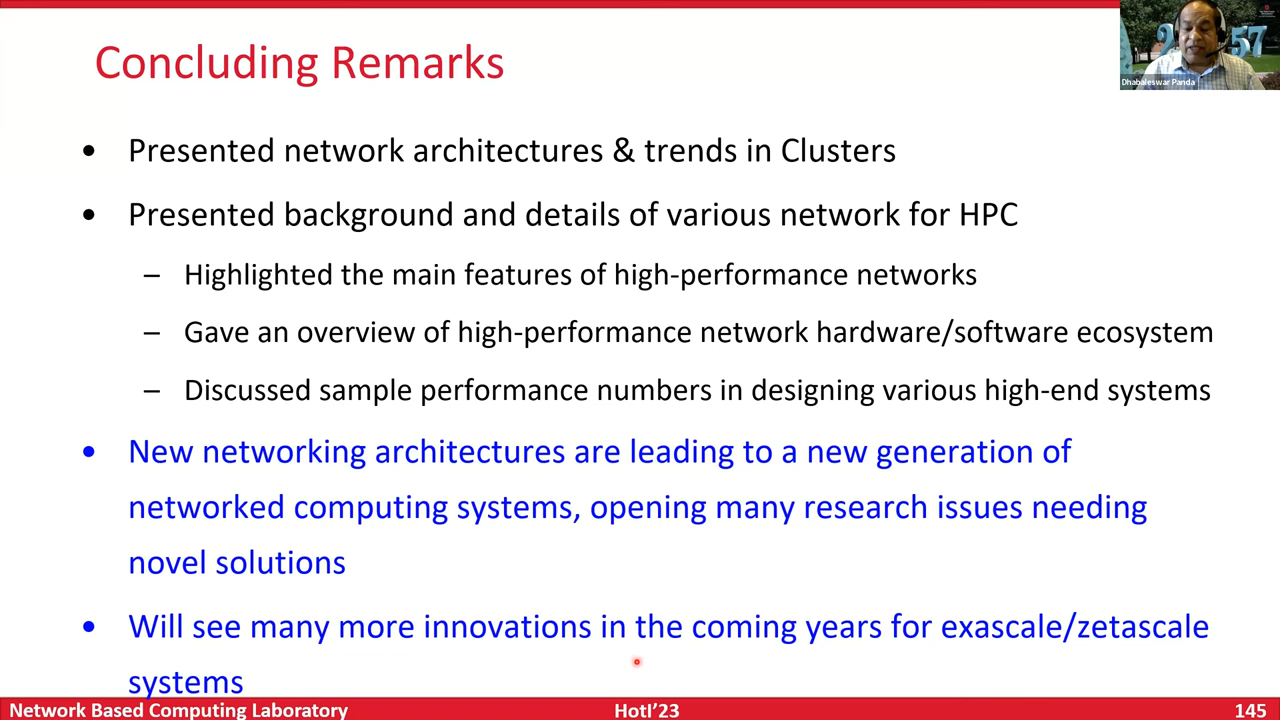 Concluding Remarks
• Presented network architectures & trends in Clusters
• Presented background and details of various network for HPC
– Highlighted the main features of high-performance networks
– Gave an overview of high-performance network hardware/software ecosystem
– Discussed sample performance numbers in designing various high-end systems
• New networking architectures are leading to a new generation of
networked computing systems, opening many research issues needing
novel solutions
• Will see many more innovations in the coming years for exascale/zetascale
systems
Network Based Computing Laboratory
HotI’23
145
2 57
Dhabaleswar Panda